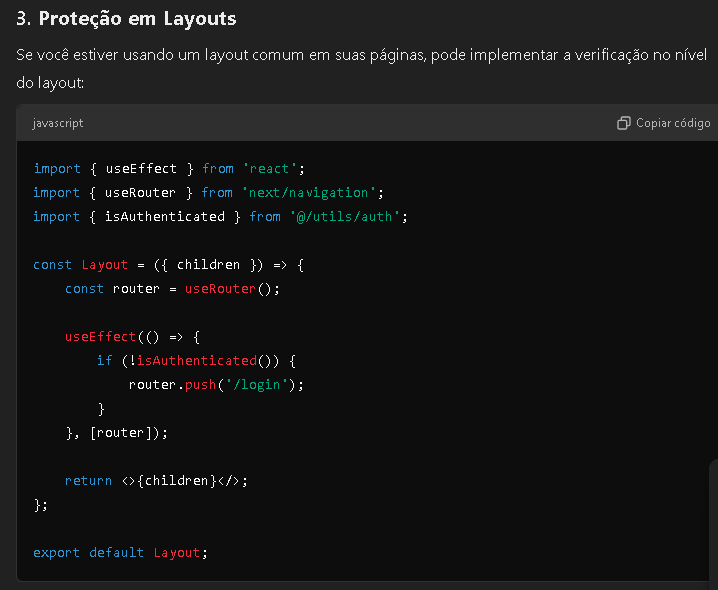 3. Proteção em Layouts
Se você estiver usando um layout comum em suas páginas, pode implementar a verificação no nível
do layout:
javascript
Copiar código
import { useEffect } from 'react';
import { useRouter } from 'next/navigation';
import { isAuthenticated } from '@/utils/auth';

const Layout = ({ children }) => {
    const router = useRouter();

    useEffect(() => {
        if (!isAuthenticated()) {
            router.push('/login');
        }
    }, [router]);

    return <>{children}</>;
};

export default Layout;